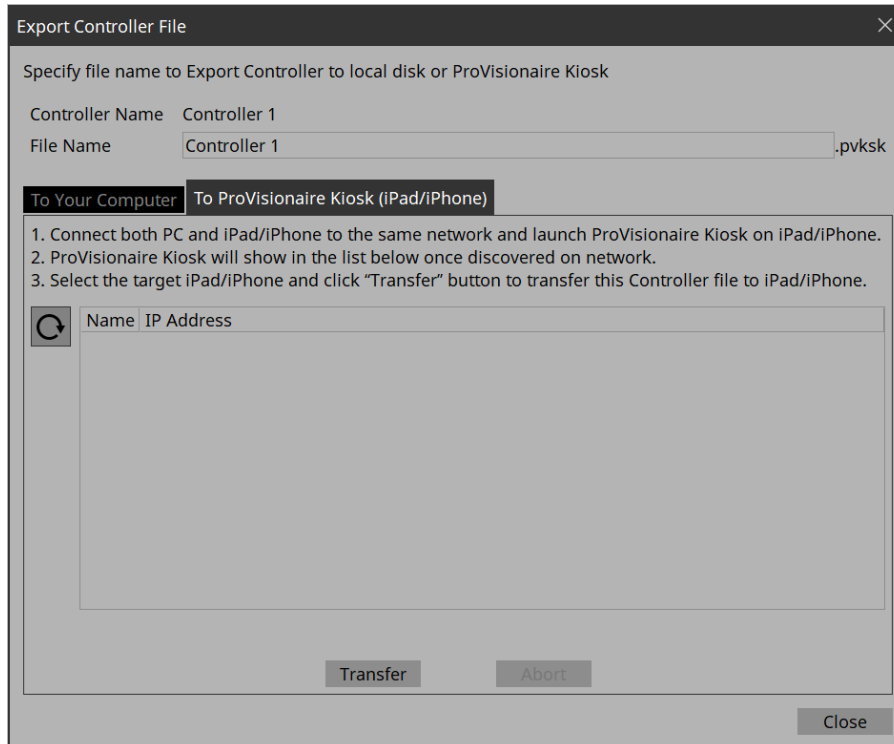 Export Controller File
Specify file name to Export Controller to local disk or ProVisionaire Kiosk
Controller Name Controller 1
File Name Controller 1 .pvksk
To Your Computer To ProVisionaire Kiosk (iPad/iPhone)
1. Connect both PC and iPad/iPhone to the same network and launch ProVisionaire Kiosk on iPad/iPhone.
2. ProVisionaire Kiosk will show in the list below once discovered on network.
3. Select the target iPad/iPhone and click “Transfer” button to transfer this Controller file to iPad/iPhone.
Name IP Address
Transfer Abort
Close